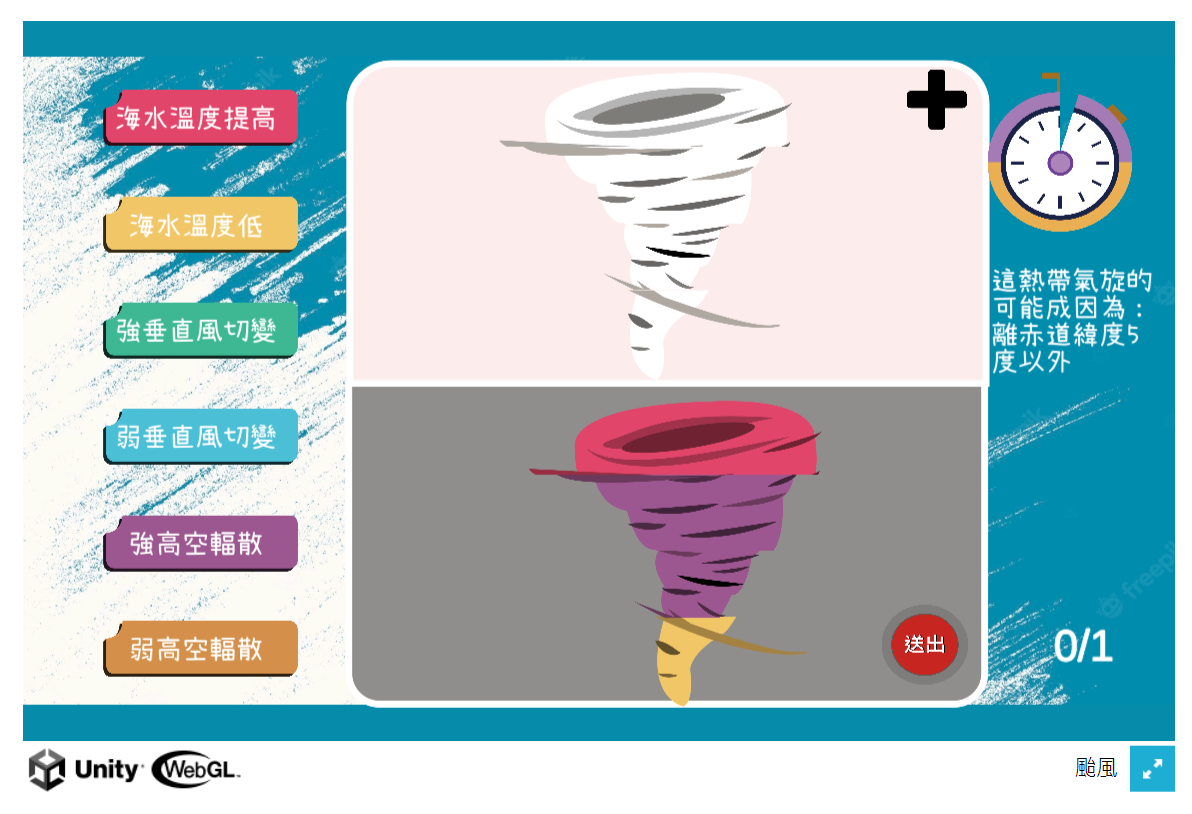 海水溫度提高
海水溫度低
強垂直風切變
弱垂直風切變
強高空輻散
弱高空輻散
這熱帶氣旋的
可能成因為：
離赤道緯度5
度以外
送出
0/1
freepik
Unity
WebGL
颱風